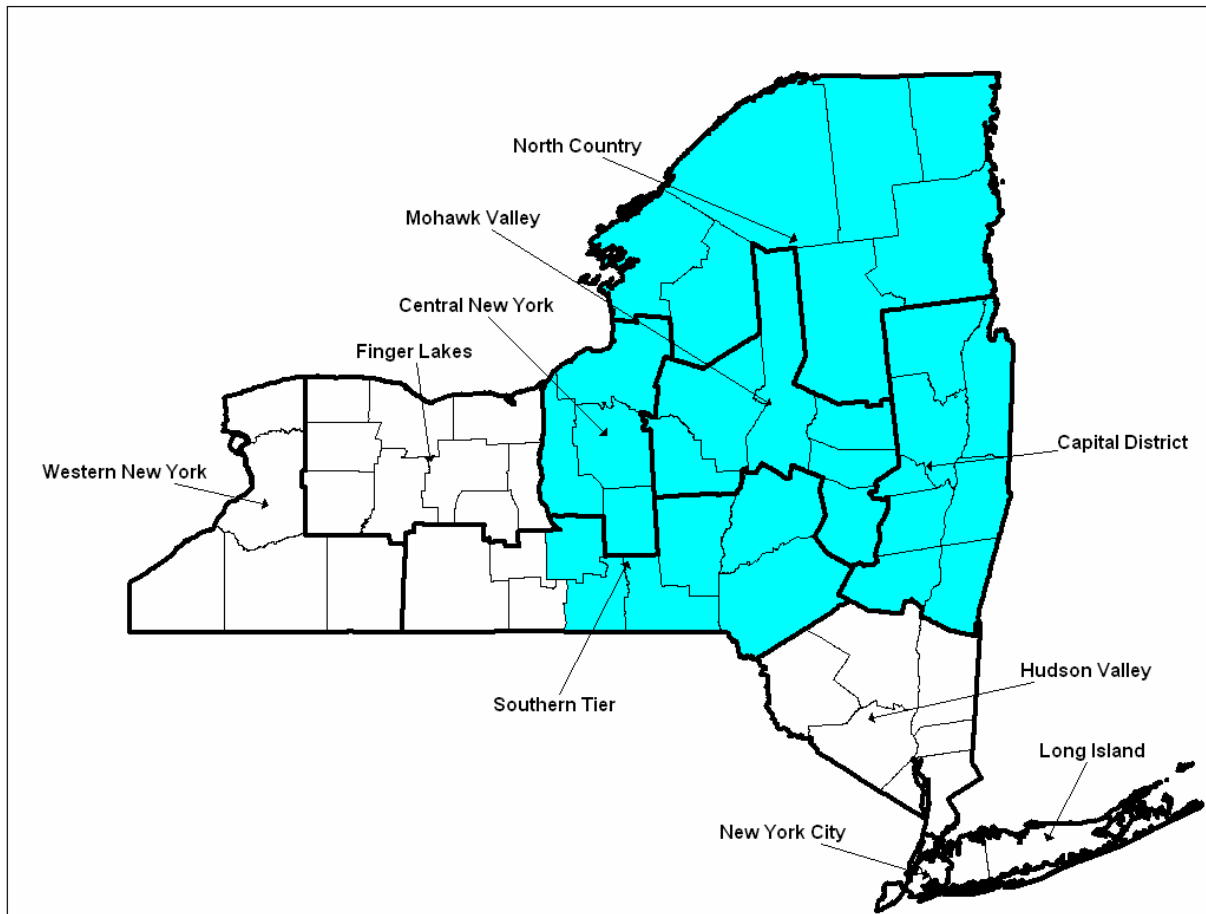 North Country
Mohawk Valley
Central New York
Finger Lakes
Western New York
Capital District
Southern Tier
Hudson Valley
Long Island
New York City